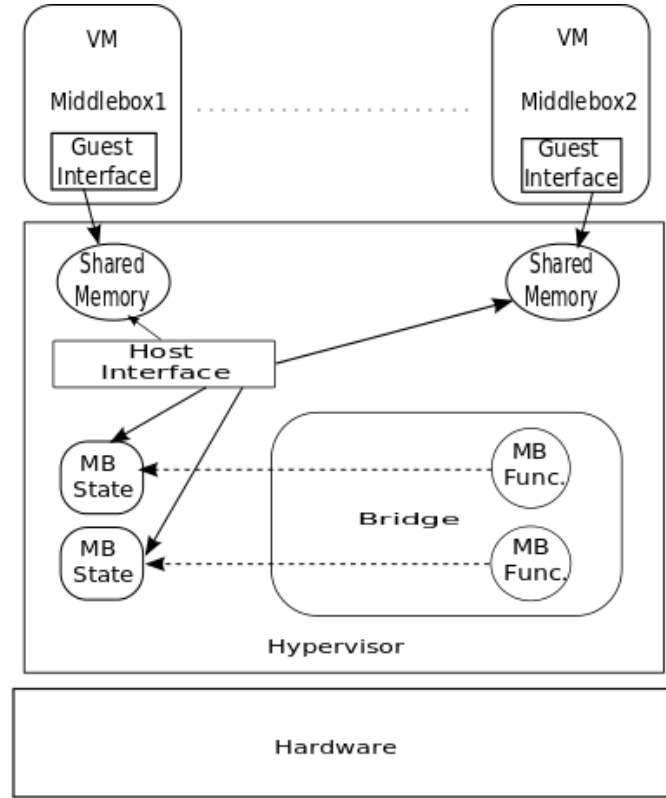 VM
Middlebox1
Guest
Interface
VM
Middlebox2
Guest
Interface
Shared
Memory
Shared
Memory
Host
Interface
MB
State
MB
Func.
Bridge
MB
State
MB
Func.
Hypervisor
Hardware